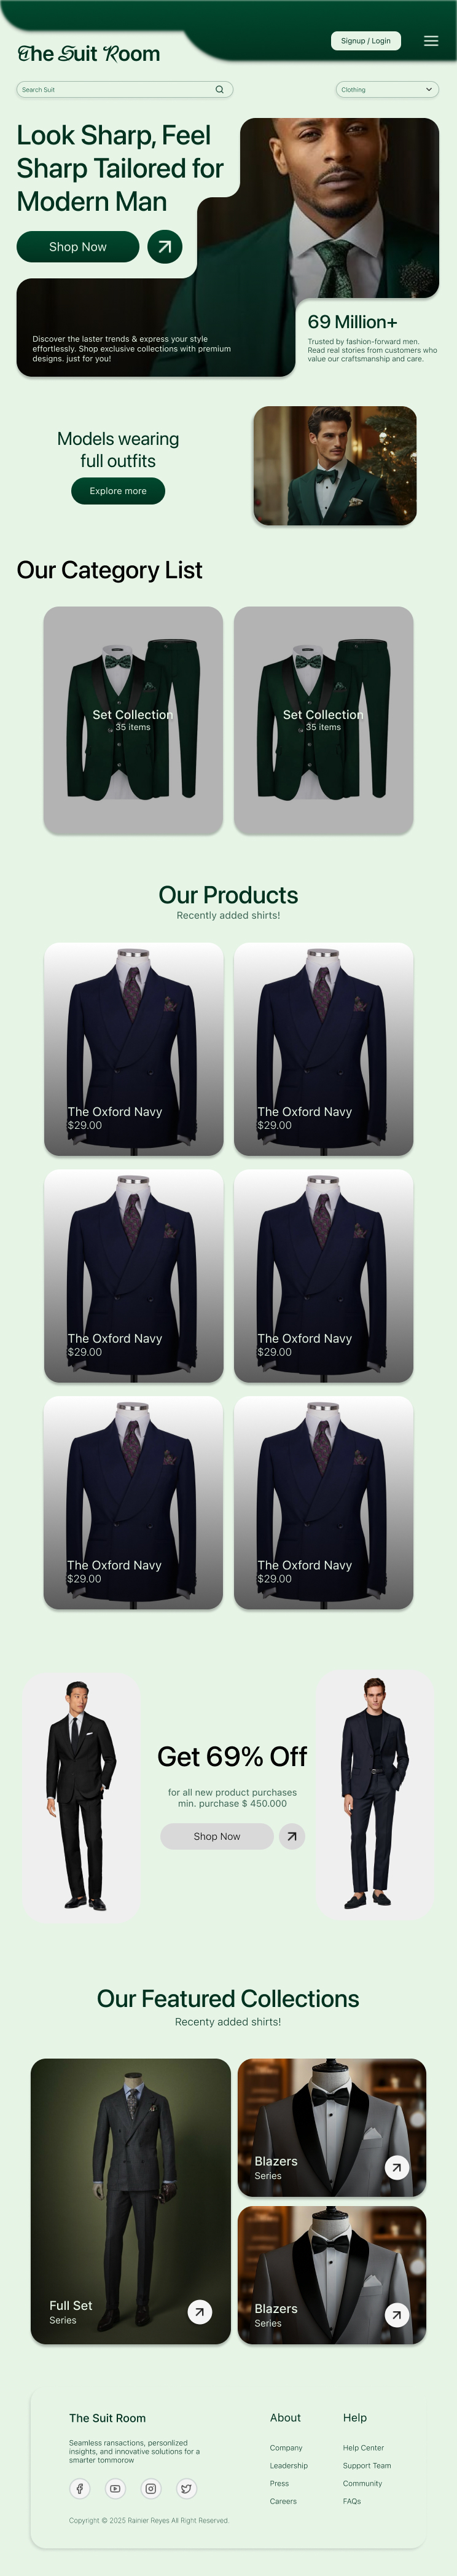 Signup / Login
The Suit Room
Search Suit
Clothing
Look Sharp, Feel
Sharp Tailored for
Modern Man
Shop Now
Discover the laster trends & express your style
effortlessly. Shop exclusive collections with premium
designs. just for you!
69 Million+
Trusted by fashion-forward men.
Read real stories from customers who
value our craftsmanship and care.
Models wearing
full outfits
Explore more
Our Category List
Set Collection
35 items
Set Collection
35 items
Our Products
Recently added shirts!
The Oxford Navy
$29.00
The Oxford Navy
$29.00
The Oxford Navy
$29.00
The Oxford Navy
$29.00
The Oxford Navy
$29.00
The Oxford Navy
$29.00
Get 69% Off
for all new product purchases
min. purchase $ 450.000
Shop Now
Our Featured Collections
Recenty added shirts!
Full Set
Series
Blazers
Series
Blazers
Series
The Suit Room
Seamless ransactions, personlized
insights, and innovative solutions for a
smarter tommorow
Copyright © 2025 Rainier Reyes All Right Reserved.
About
Company
Leadership
Press
Careers
Help
Help Center
Support Team
Community
FAQs